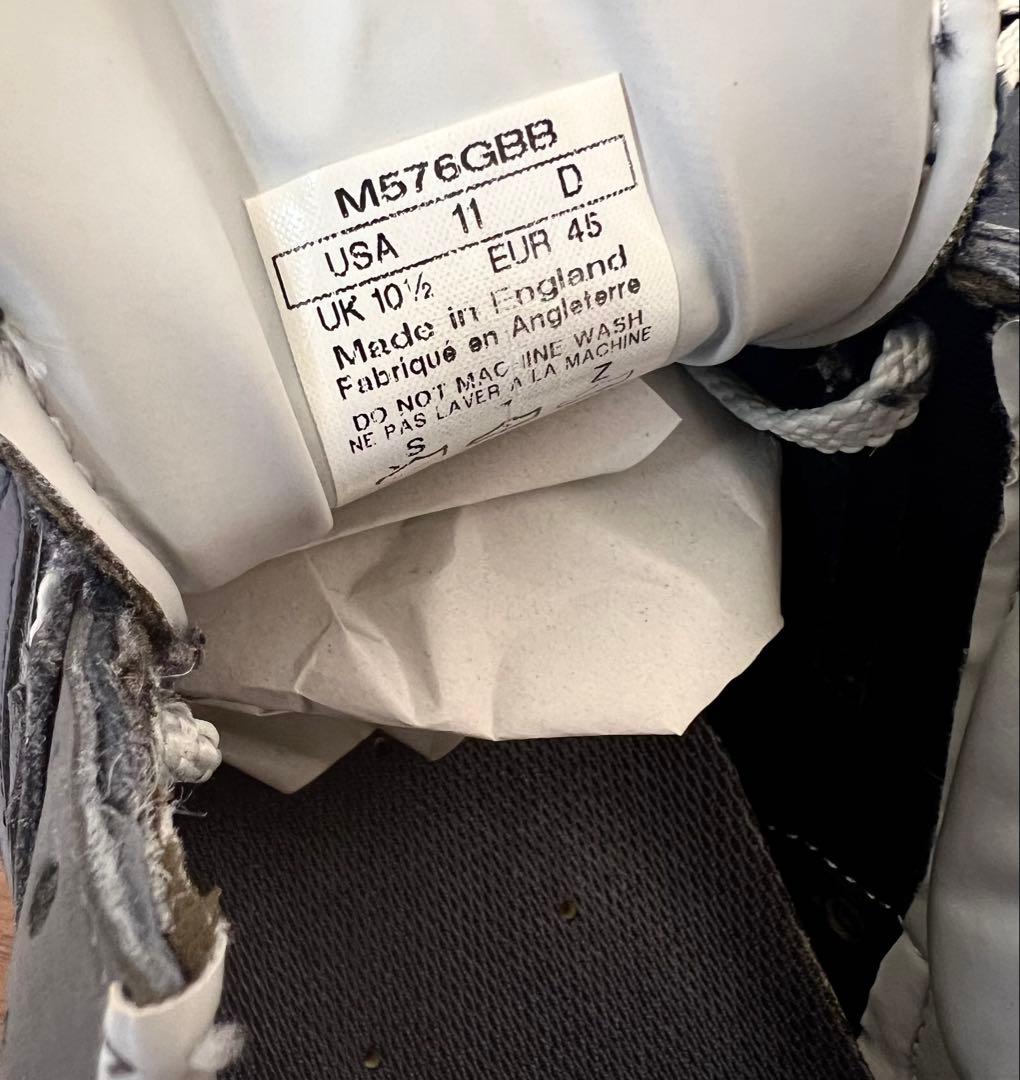 M576GBB
USA 11 D
UK 10½ EUR 45
Made in England
Fabriqué en Angleterre
DO NOT MACHINE WASH
NE PAS LAVER A LA MACHINE